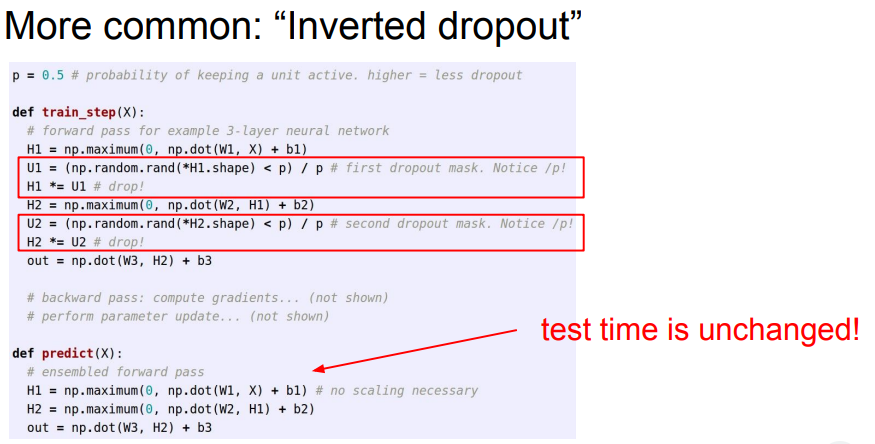 More common: “Inverted dropout”
p = 0.5 # probability of keeping a unit active. higher = less dropout
def train_step(X):
# forward pass for example 3-layer neural network
H1 = np.maximum(0, np.dot(W1, X) + b1)
U1 = (np.random.rand(*H1.shape) < p) / p # first dropout mask. Notice /p!
H1 *= U1 # drop!
H2 = np.maximum(0, np.dot(W2, H1) + b2)
U2 = (np.random.rand(*H2.shape) < p) / p # second dropout mask. Notice /p!
H2 *= U2 # drop!
out = np.dot(W3, H2) + b3
# backward pass: compute gradients... (not shown)
# perform parameter update... (not shown)
test time is unchanged!
def predict(X):
# ensembled forward pass
H1 = np.maximum(0, np.dot(W1, X) + b1) # no scaling necessary
H2 = np.maximum(0, np.dot(W2, H1) + b2)
out = np.dot(W3, H2) + b3